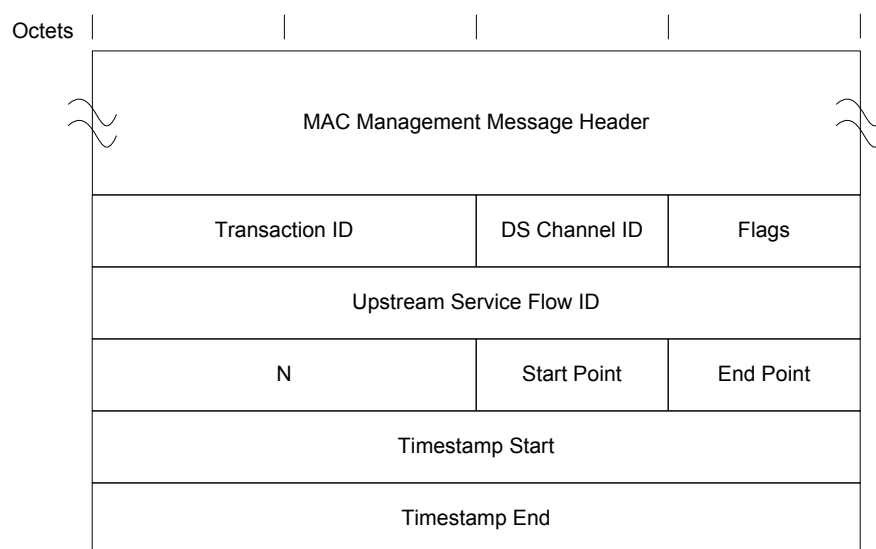 Octets
MAC Management Message Header
Transaction ID DS Channel ID Flags
Upstream Service Flow ID
N Start Point End Point
Timestamp Start
Timestamp End